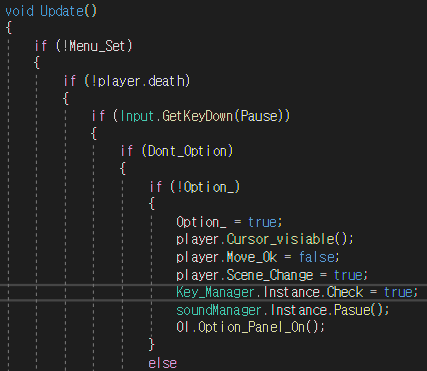 void Update()
{
if (!Menu_Set)
{
if (!player.death)
{
if (Input.GetKeyDown(Pause))
{
if (Dont_Option)
{
if (!Option_)
{
Option_ = true;
player.Cursor_visiable();
player.Move_Ok = false;
player.Scene_Change = true;
Key_Manager.Instance.Check = true;
soundManager.Instance.Pasue();
OI.Option_Panel_On();
}
else